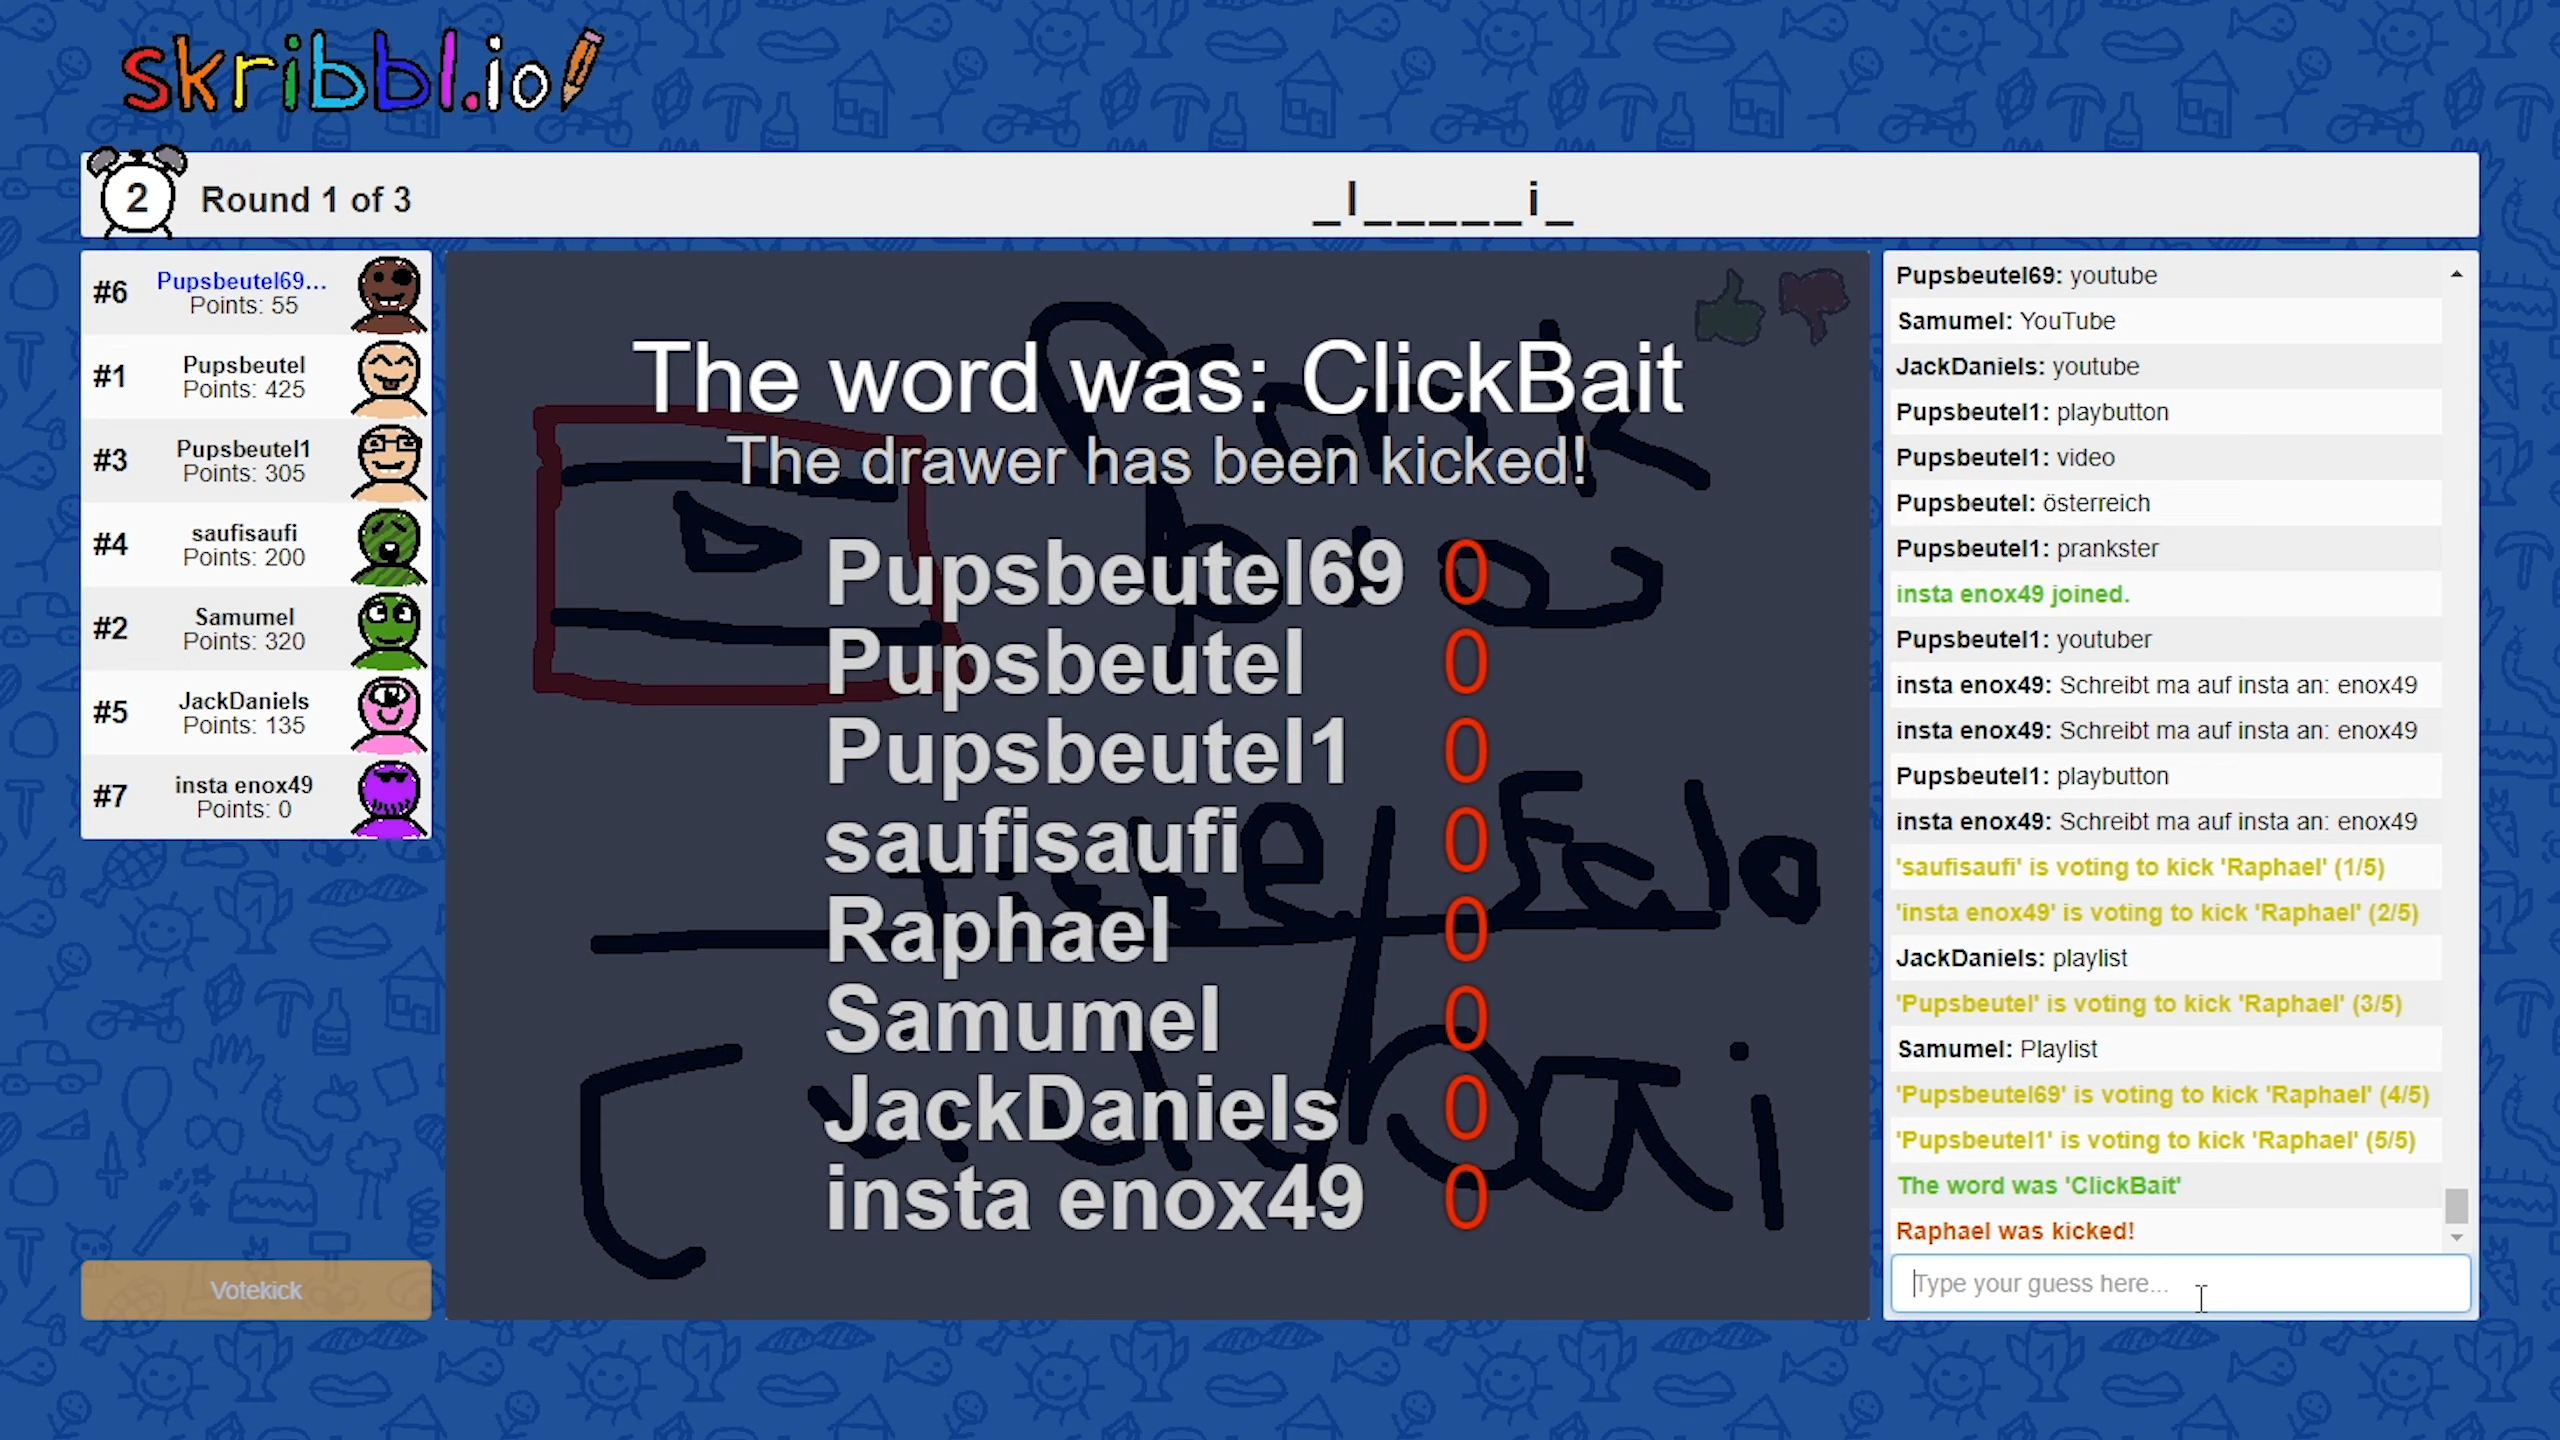 skribbl.io
2
Round 1 of 3
_l_____i_
#6
Pupsbeutel69...
Points: 55
#1
Pupsbeutel
Points: 425
#3
Pupsbeutel1
Points: 305
#4
saufisaufi
Points: 200
#2
Samumel
Points: 320
#5
JackDaniels
Points: 135
#7
insta enox49
Points: 0
Votekick
The word was: ClickBait
The drawer has been kicked!
Pupsbeutel69 0
Pupsbeutel 0
Pupsbeutel1 0
saufisaufi 0
Raphael 0
Samumel 0
JackDaniels 0
insta enox49 0
Pupsbeutel69: youtube
Samumel: YouTube
JackDaniels: youtube
Pupsbeutel1: playbutton
Pupsbeutel1: video
Pupsbeutel: österreich
Pupsbeutel1: prankster
insta enox49 joined.
Pupsbeutel1: youtuber
insta enox49: Schreibt ma auf insta an: enox49
insta enox49: Schreibt ma auf insta an: enox49
Pupsbeutel1: playbutton
insta enox49: Schreibt ma auf insta an: enox49
'saufisaufi' is voting to kick 'Raphael' (1/5)
'insta enox49' is voting to kick 'Raphael' (2/5)
JackDaniels: playlist
'Pupsbeutel' is voting to kick 'Raphael' (3/5)
Samumel: Playlist
'Pupsbeutel69' is voting to kick 'Raphael' (4/5)
'Pupsbeutel1' is voting to kick 'Raphael' (5/5)
The word was 'ClickBait'
Raphael was kicked!
Type your guess here...